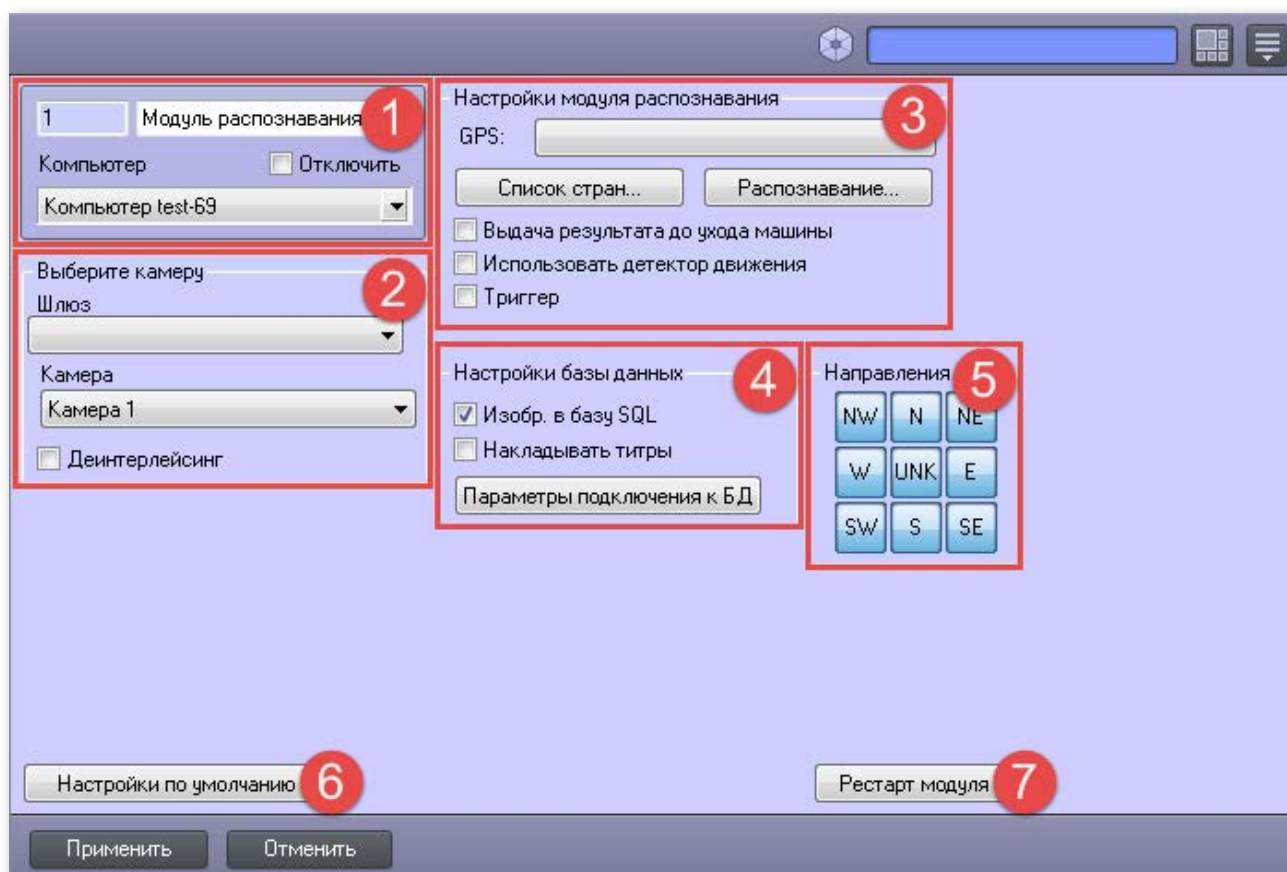 1
Модуль распознавания
1
Компьютер
Отключить
Компьютер test-69
Выберите камеру
2
Шлюз
Камера
Камера 1
Деинтерлейсинг
Настройки модуля распознавания
3
GPS:
Список стран...
Распознавание...
Выдача результата до ухода машины
Использовать детектор движения
Триггер
Настройки базы данных
4
Изобр. в базу SQL
Накладывать титры
Параметры подключения к БД
Направления
5
NW N NE
W UNK E
SW S SE
Настройки по умолчанию
6
Рестарт модуля
7
Применить
Отменить